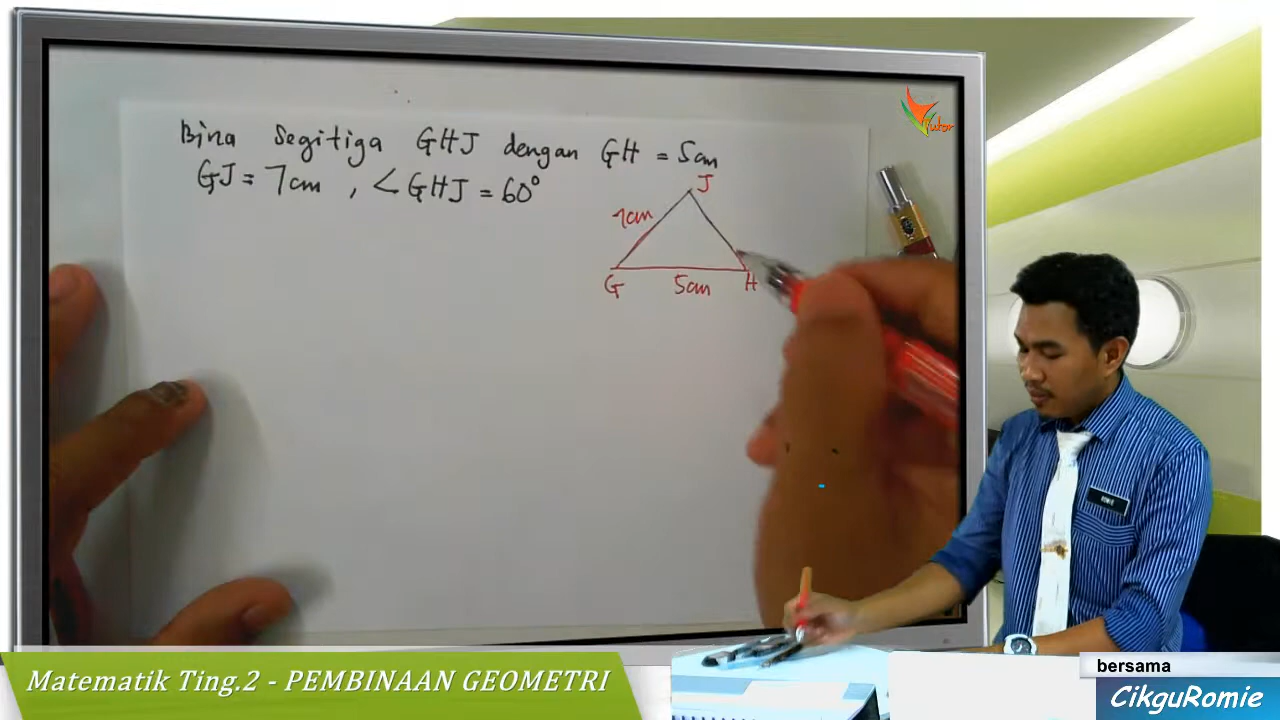 Bina Segitiga GHJ dengan GH = 5cm
GJ = 7cm , ∠GHJ = 60°
J
7cm
G 5cm H
Tutor
Matematik Ting.2 - PEMBINAAN GEOMETRI
bersama
CikguRomie